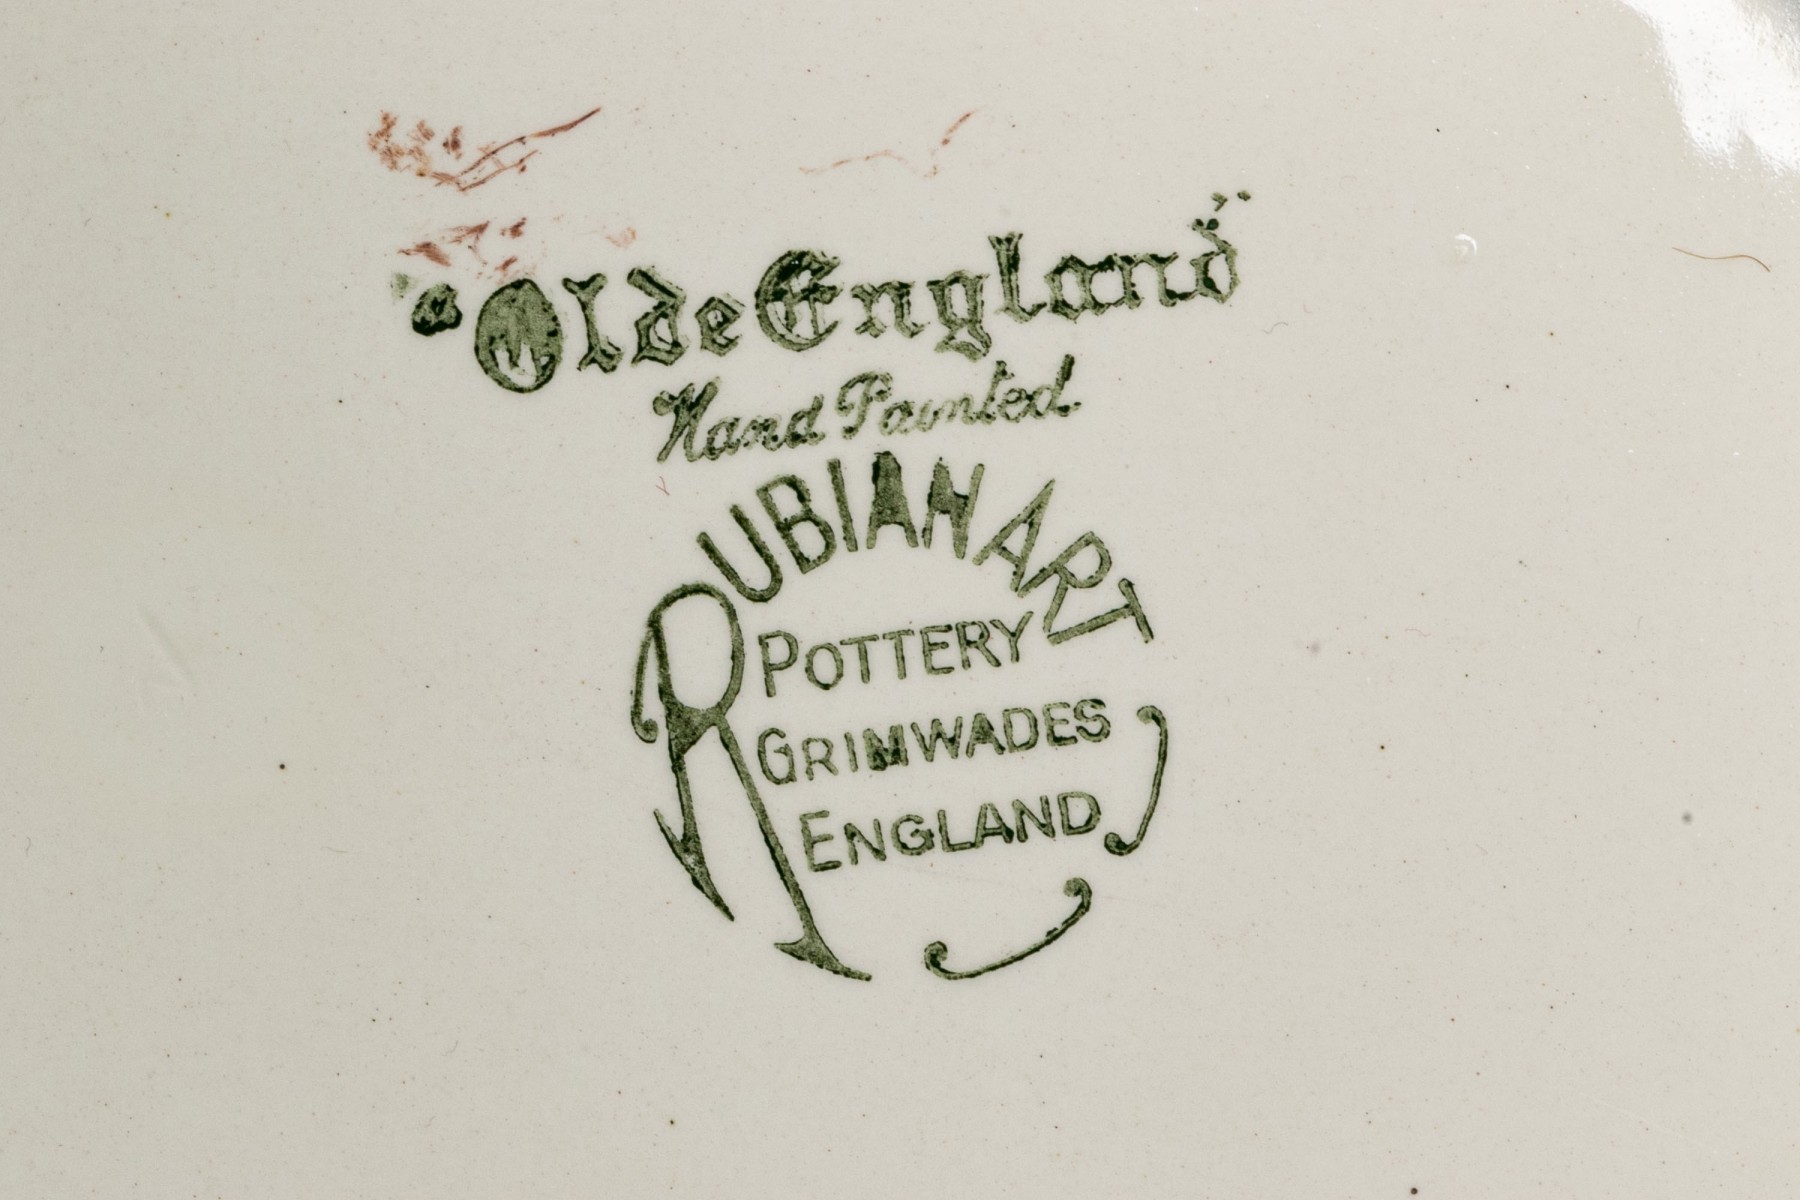 "Olde England"
Hand Painted
RUBIAN ART
POTTERY
GRIMWADES
ENGLAND